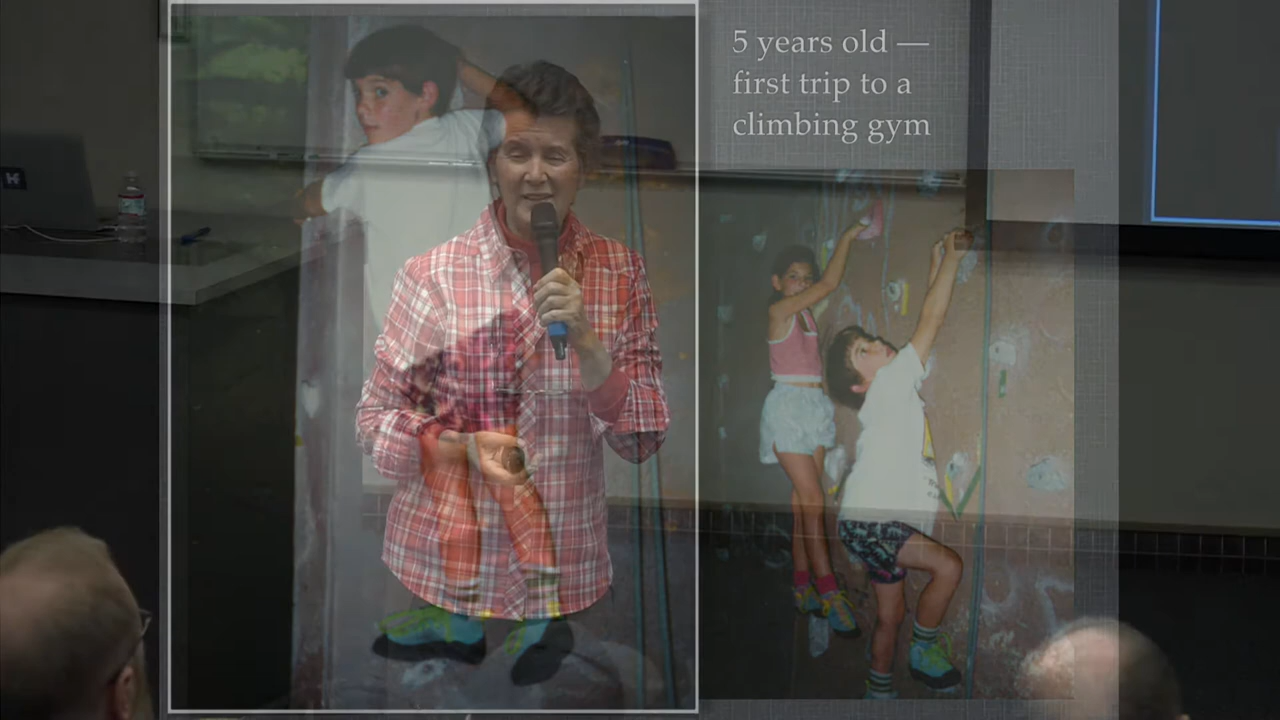 5 years old —
first trip to a
climbing gym